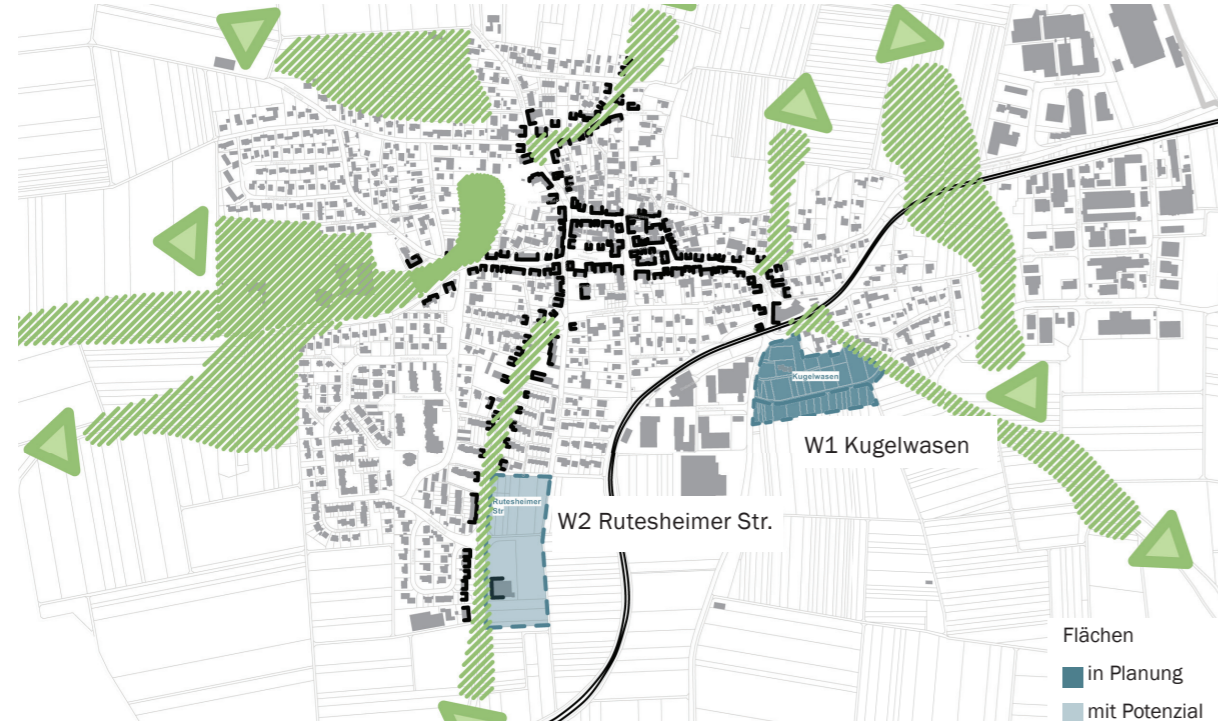 Kugelwasen
W1 Kugelwasen
Rutesheimer
Str
W2 Rutesheimer Str.
Flächen
in Planung
mit Potenzial